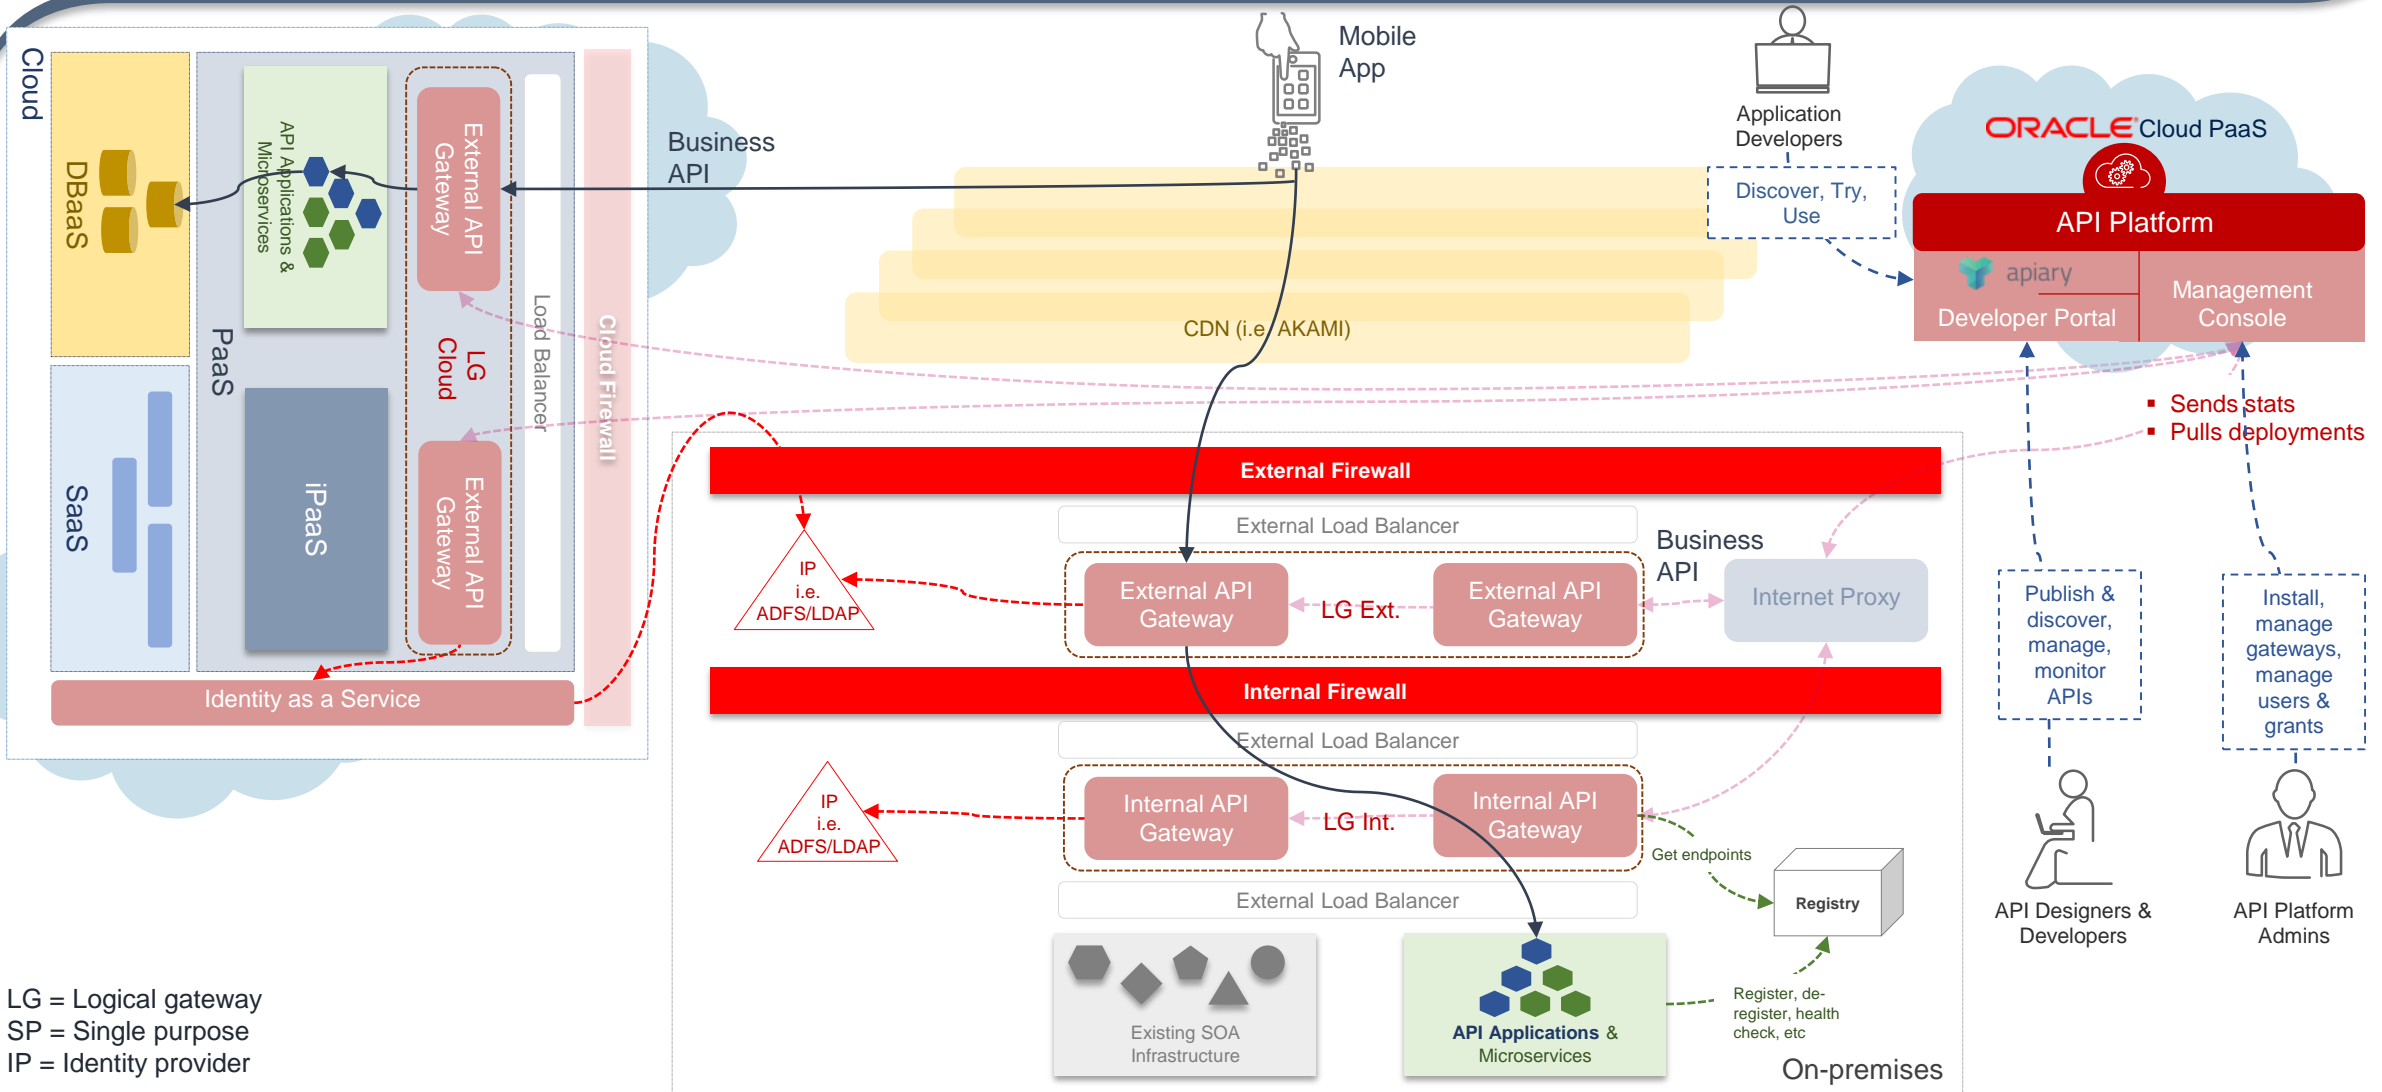 Cloud
DBaaS
SaaS
PaaS
API Applications &
Microservices
iPaaS
External API
Gateway
LG
Cloud
External API
Gateway
Load Balancer
Cloud Firewall
Identity as a Service
Business
API
Mobile
App
CDN (i.e. AKAMI)
Application
Developers
Discover, Try,
Use
ORACLE Cloud PaaS
API Platform
apiary
Developer Portal
Management
Console
Sends stats
Pulls deployments
External Firewall
External Load Balancer
Business
API
IP
i.e.
ADFS/LDAP
External API
Gateway
LG Ext.
External API
Gateway
Internet Proxy
Internal Firewall
External Load Balancer
IP
i.e.
ADFS/LDAP
Internal API
Gateway
LG Int.
Internal API
Gateway
Get endpoints
Registry
External Load Balancer
Existing SOA
Infrastructure
API Applications &
Microservices
Register, de-
register, health
check, etc
On-premises
Publish &
discover,
manage,
monitor
APIs
Install,
manage
gateways,
manage
users &
grants
API Designers &
Developers
API Platform
Admins
LG = Logical gateway
SP = Single purpose
IP = Identity provider